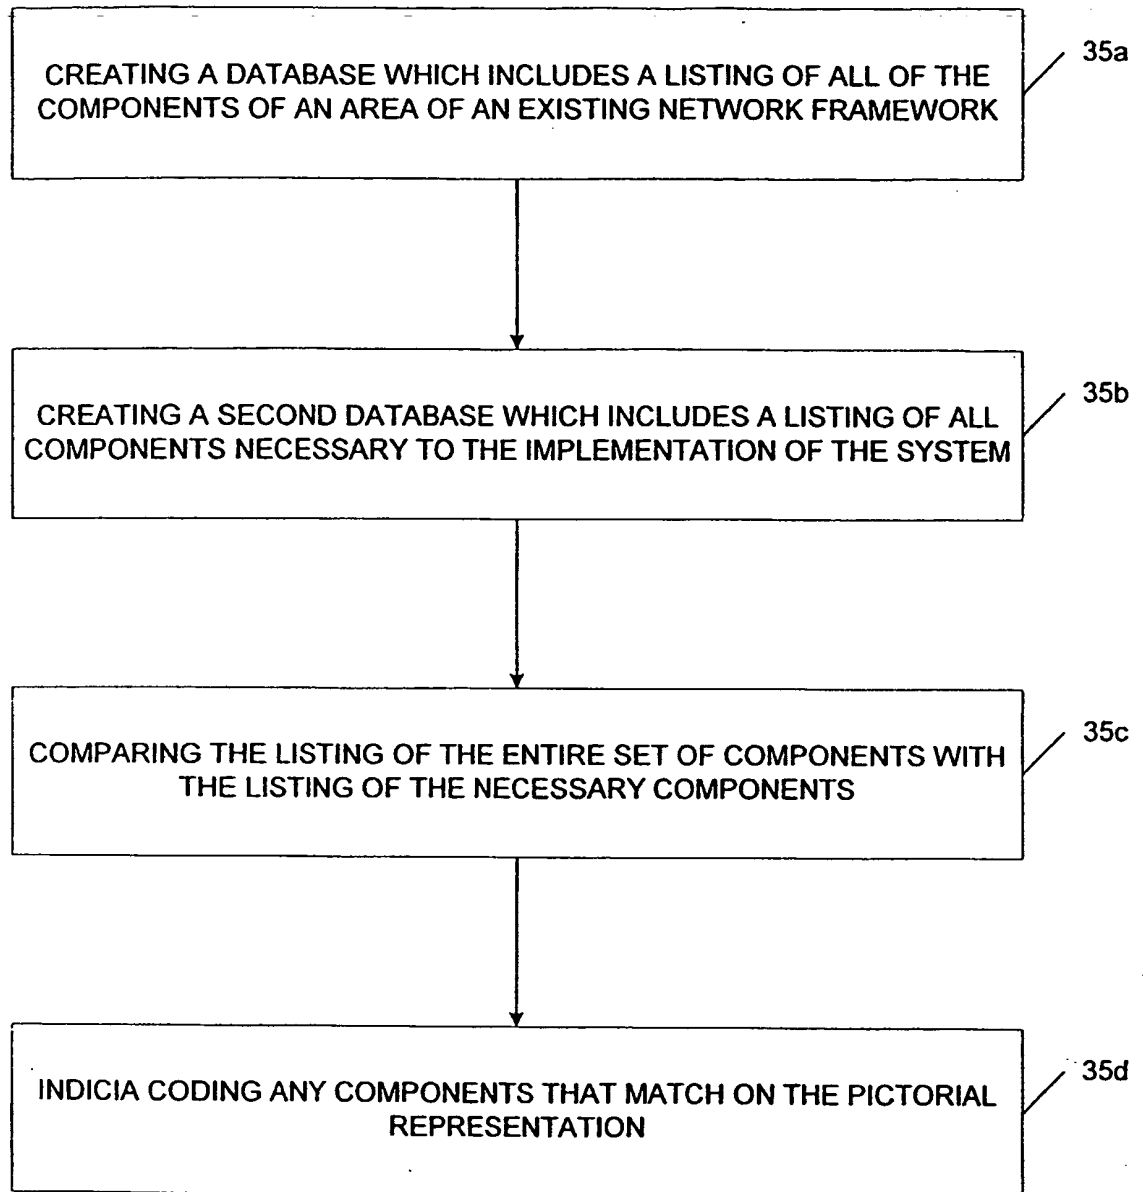 35a
CREATING A DATABASE WHICH INCLUDES A LISTING OF ALL OF THE
COMPONENTS OF AN AREA OF AN EXISTING NETWORK FRAMEWORK
35b
CREATING A SECOND DATABASE WHICH INCLUDES A LISTING OF ALL
COMPONENTS NECESSARY TO THE IMPLEMENTATION OF THE SYSTEM
35c
COMPARING THE LISTING OF THE ENTIRE SET OF COMPONENTS WITH
THE LISTING OF THE NECESSARY COMPONENTS
35d
INDICIA CODING ANY COMPONENTS THAT MATCH ON THE PICTORIAL
REPRESENTATION